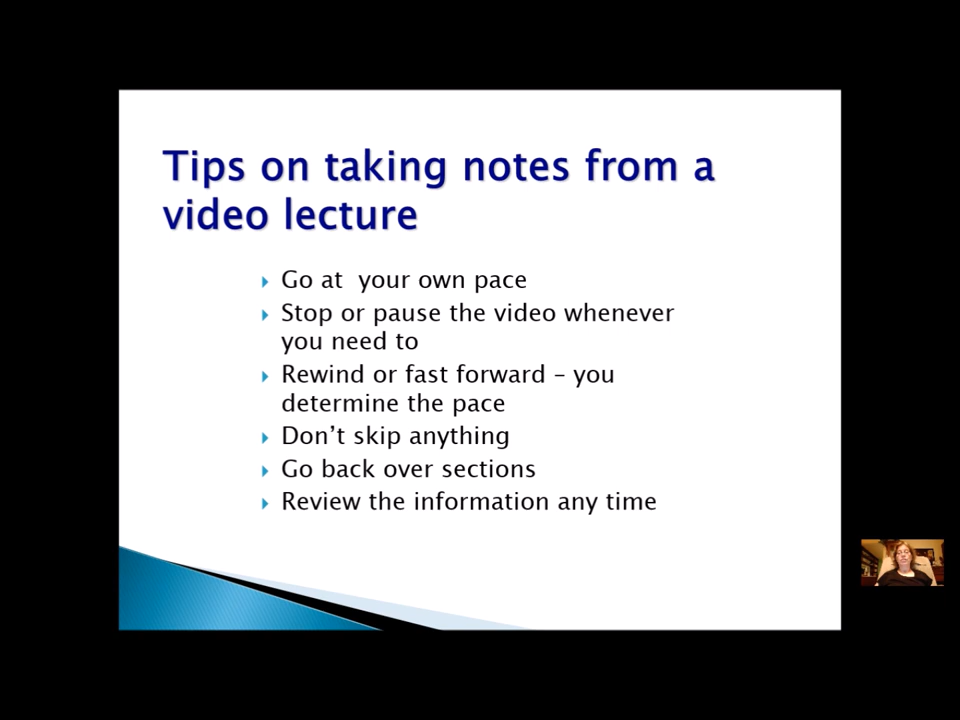 Tips on taking notes from a
video lecture
Go at  your own pace
Stop or pause the video whenever
you need to
Rewind or fast forward – you
determine the pace
Don’t skip anything
Go back over sections
Review the information any time